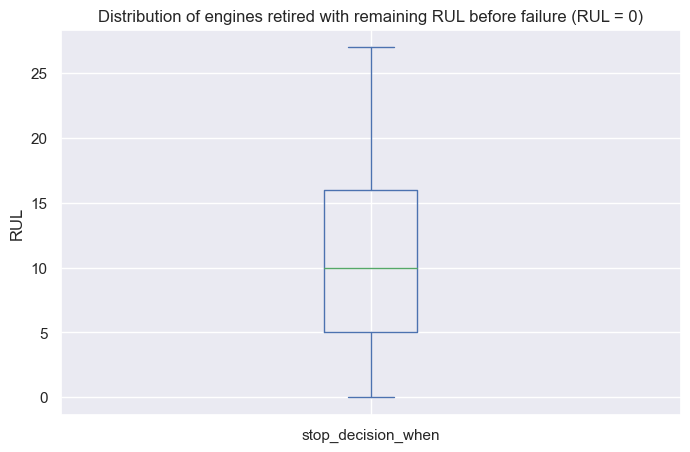 Distribution of engines retired with remaining RUL before failure (RUL = 0)
25
20
15
10
5
0
RUL
stop_decision_when